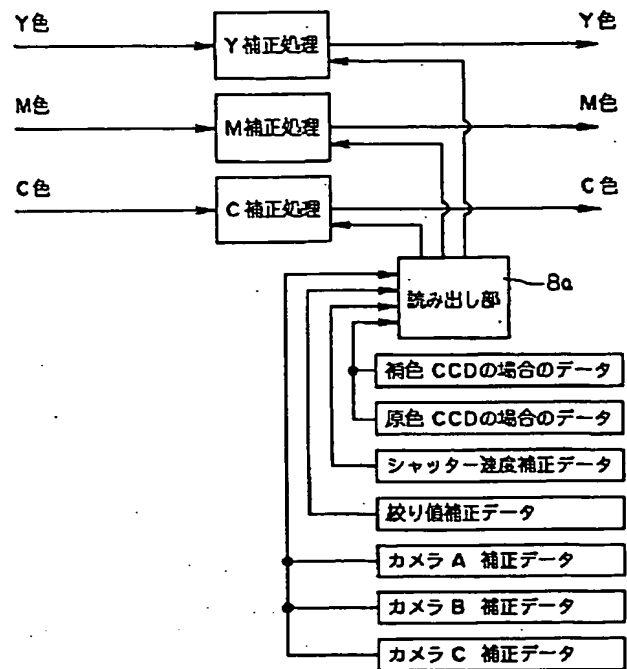 Y色
Y補正処理
Y色
M色
M補正処理
M色
C色
C補正処理
C色
読み出し部
8a
補色 CCDの場合のデータ
原色 CCDの場合のデータ
シャッター速度補正データ
絞り値補正データ
カメラ A 補正データ
カメラ B 補正データ
カメラ C 補正データ